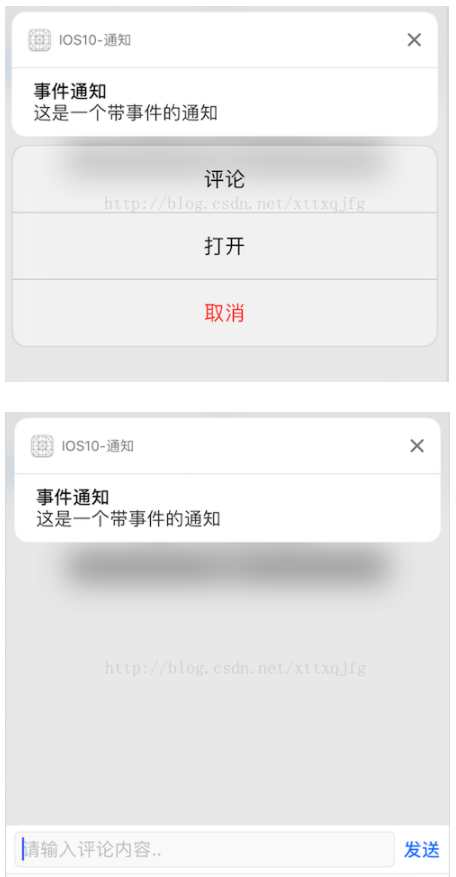 IOS10-通知
事件通知
这是一个带事件的通知
评论
http://blog.csdn.net/xttxqjfg
打开
取消
IOS10-通知
事件通知
这是一个带事件的通知
http://blog.csdn.net/xttxqjfg
请输入评论内容..
发送